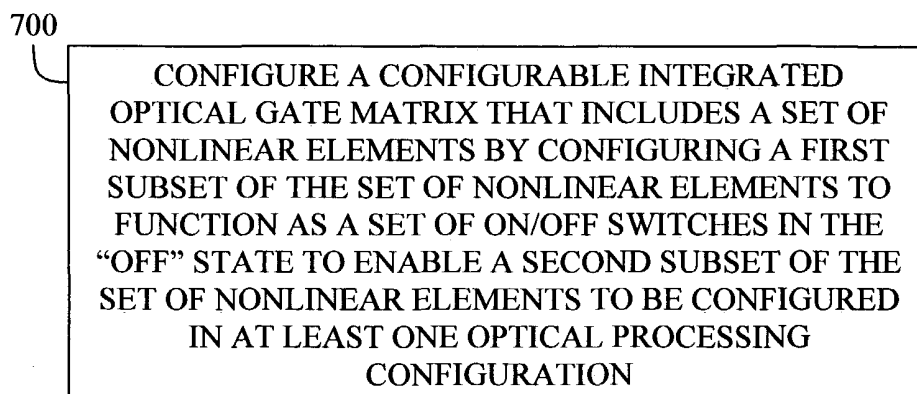 700
CONFIGURE A CONFIGURABLE INTEGRATED
OPTICAL GATE MATRIX THAT INCLUDES A SET OF
NONLINEAR ELEMENTS BY CONFIGURING A FIRST
SUBSET OF THE SET OF NONLINEAR ELEMENTS TO
FUNCTION AS A SET OF ON/OFF SWITCHES IN THE
“OFF” STATE TO ENABLE A SECOND SUBSET OF THE
SET OF NONLINEAR ELEMENTS TO BE CONFIGURED
IN AT LEAST ONE OPTICAL PROCESSING
CONFIGURATION